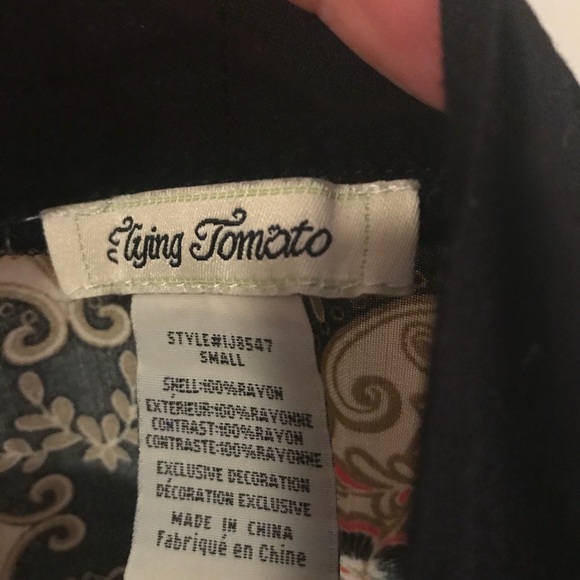 Flying Tomato
STYLE#IJ8547
SMALL
SHELL:100%RAYON
EXTÉRIEUR:100%RAYONNE
CONTRAST:100%RAYON
CONTRASTE:100%RAYONNE
EXCLUSIVE DECORATION
DÉCORATION EXCLUSIVE
MADE IN CHINA
Fabriqué en Chine